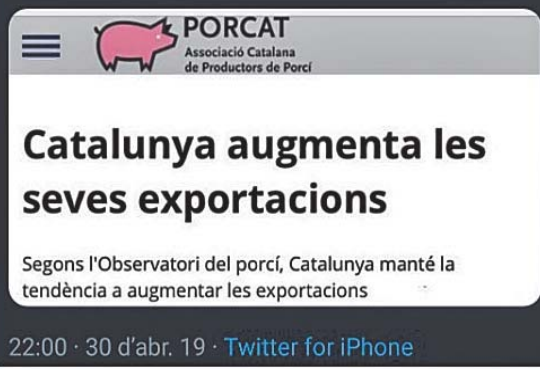 PORCAT
Associació Catalana
de Productors de Porcí
Catalunya augmenta les
seves exportacions
Segons l'Observatori del porcí, Catalunya manté la
tendència a augmentar les exportacions
22:00 · 30 d’abr. 19 · Twitter for iPhone